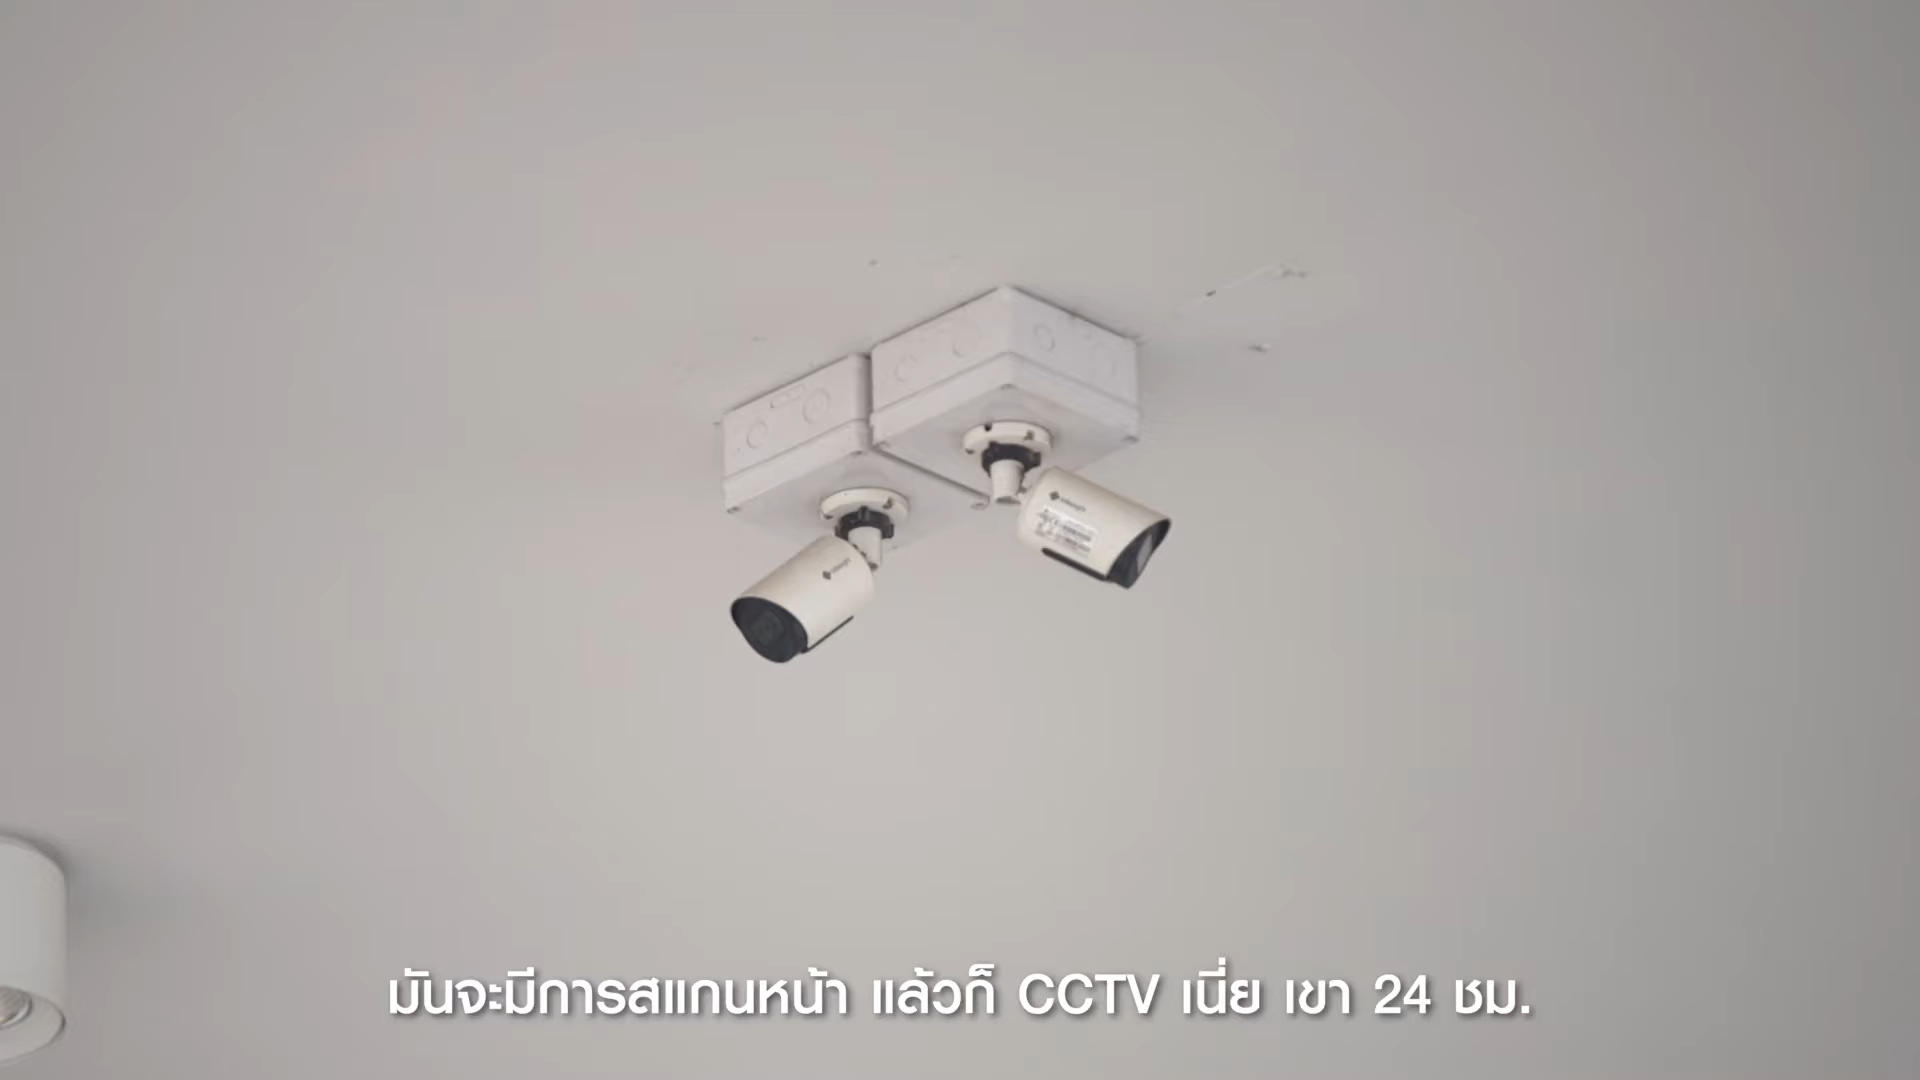 มันจะมีการสแกนหน้า แล้วก็ CCTV เนี่ย เขา 24 ชม.